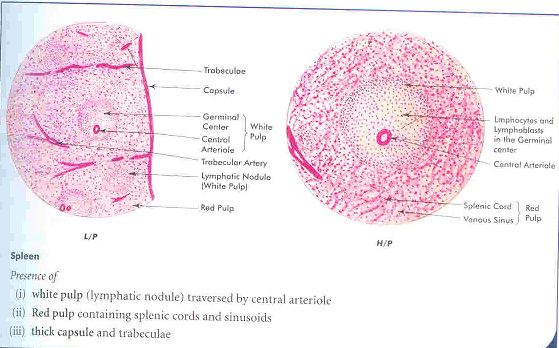 Trabeculae
Capsule
Germinal
Center
Central
Arteriole
White
Pulp
Trabecular Artery
Lymphatic Nodule
(White Pulp)
Red Pulp
L/P
White Pulp
Lmphocytes and
Lymphoblasts
in the Germinal
center
Central Arteriole
Splenic Cord
Venous Sinus
Red
Pulp
H/P
Spleen
Presence of
(i) white pulp (lymphatic nodule) traversed by central arteriole
(ii) Red pulp containing splenic cords and sinusoids
(iii) thick capsule and trabeculae